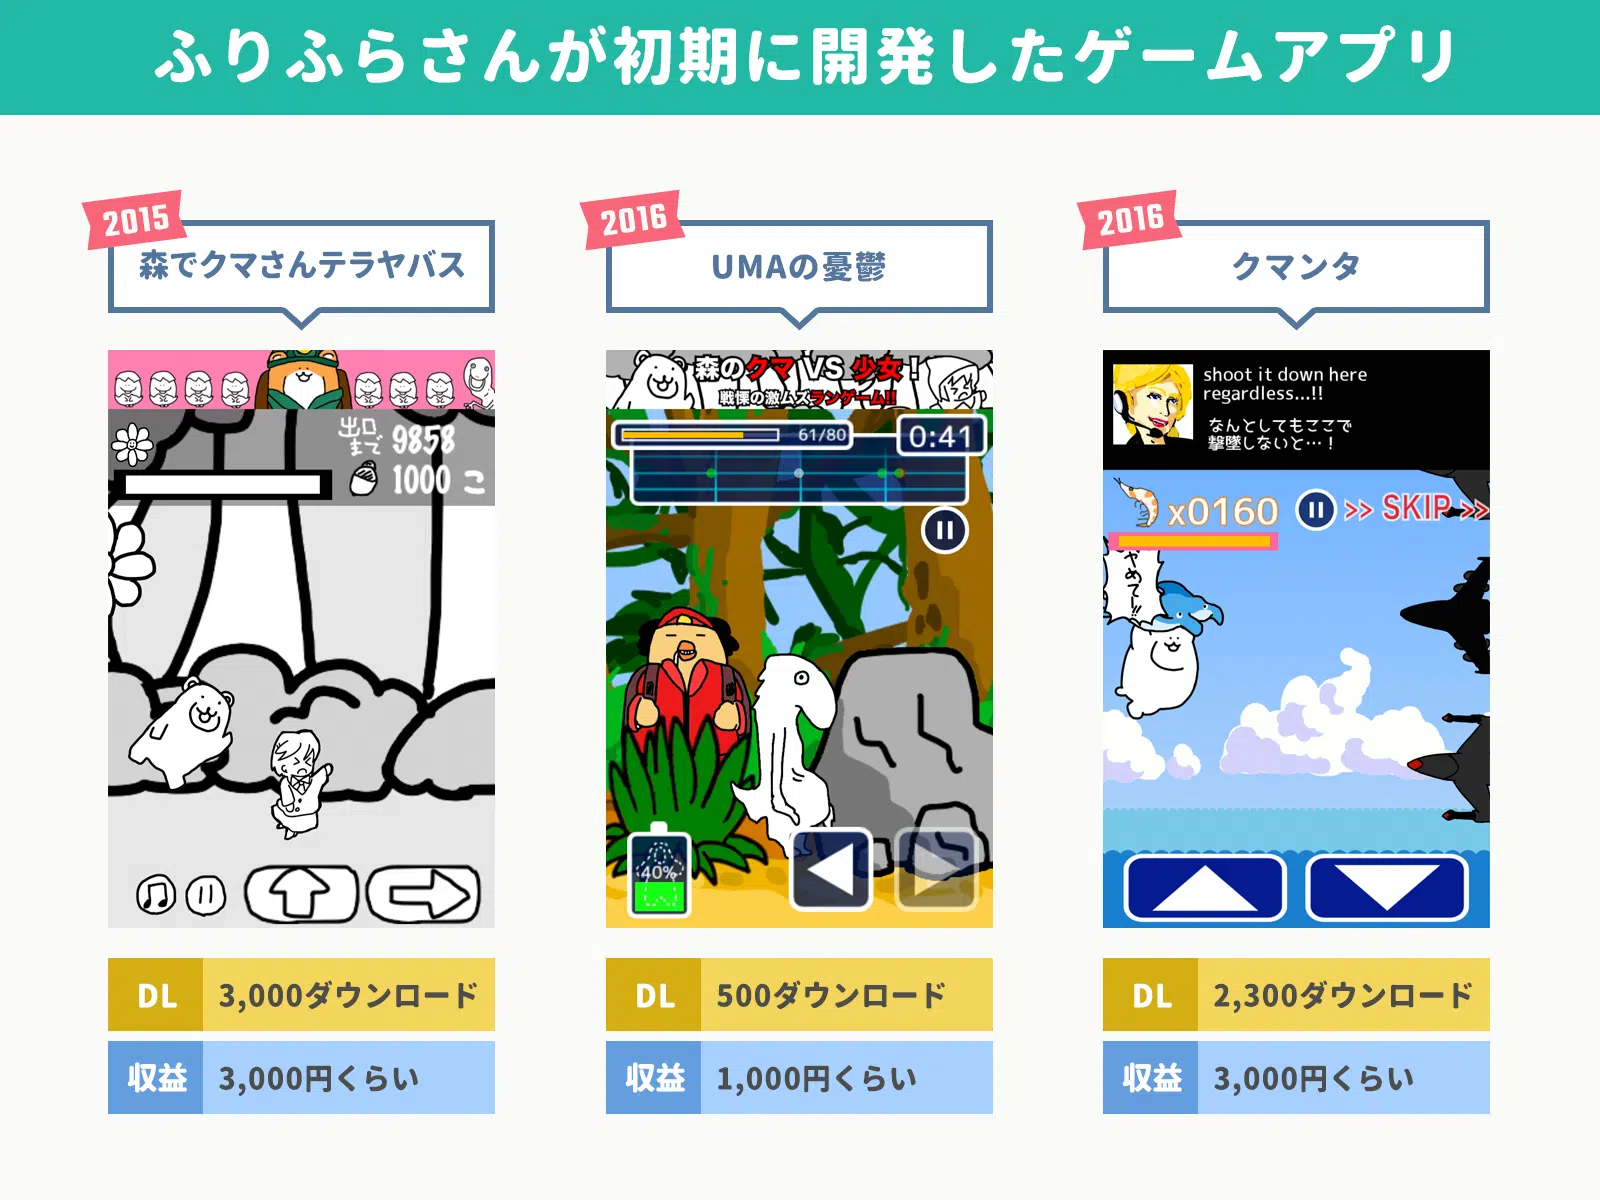 ふりふらさんが初期に開発したゲームアプリ
2015
森でクマさんテラヤバス
出口まで 9858
1000 こ
DL 3,000ダウンロード
収益 3,000円くらい
2016
UMAの憂鬱
森のクマ VS 少女！
戦慄の激ムズランゲーム!!
61/80
0:41
40%
DL 500ダウンロード
収益 1,000円くらい
2016
クマンタ
shoot it down here
regardless...!!
なんとしてもここで
撃墜しないと…！
x0160
>> SKIP >>
やめて〜!!
DL 2,300ダウンロード
収益 3,000円くらい